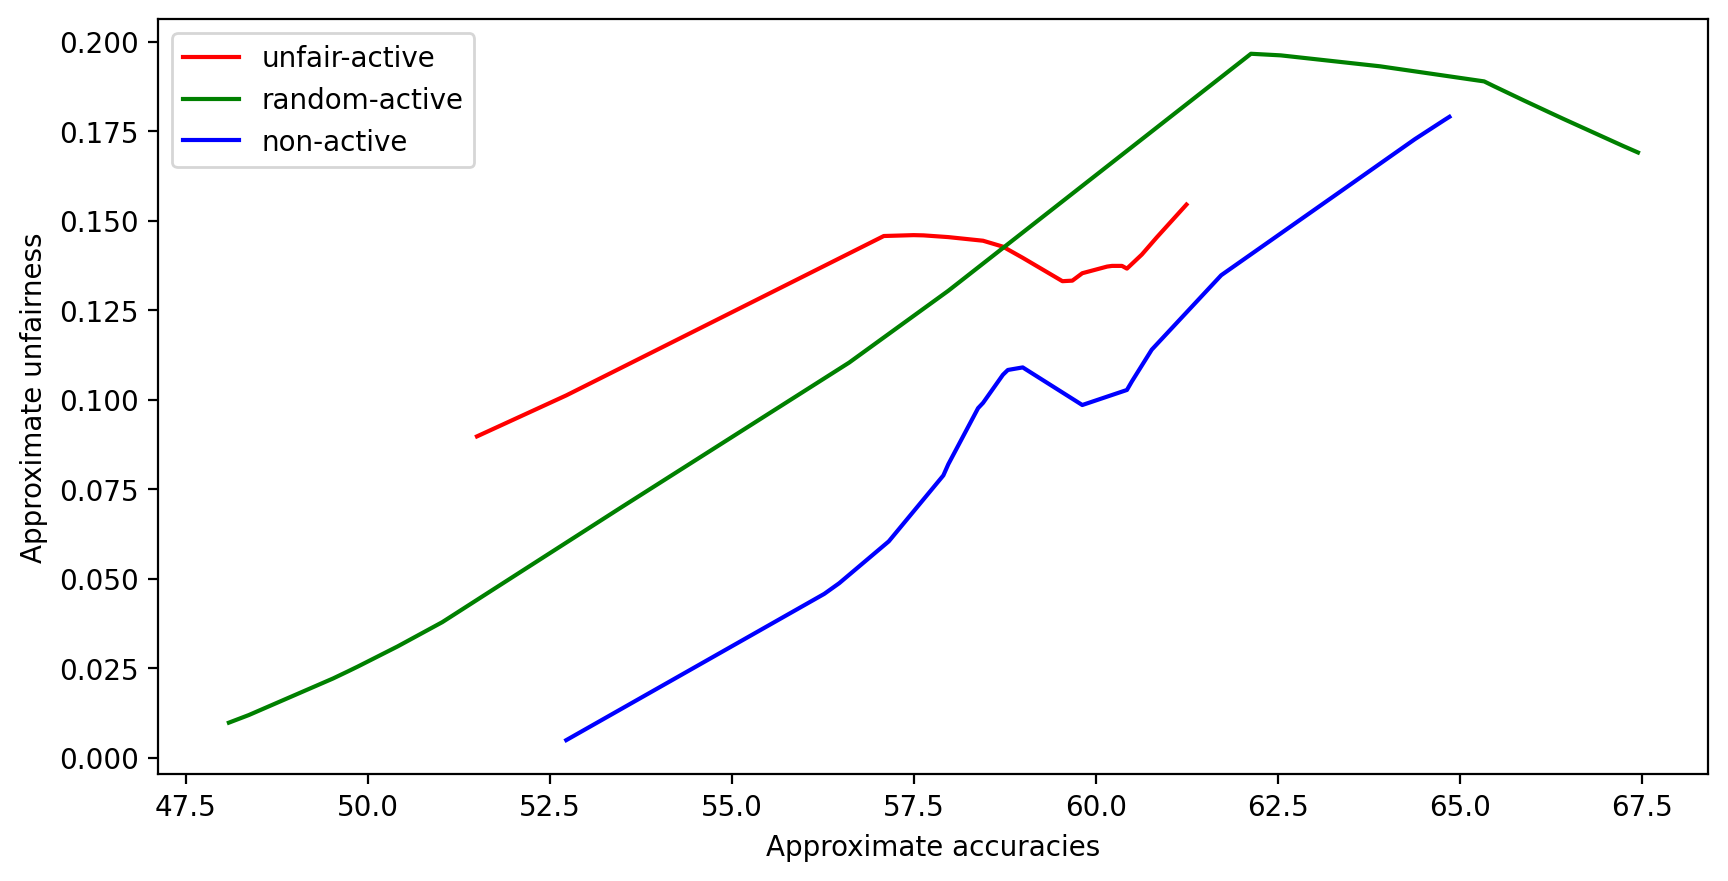 unfair-active
random-active
non-active
Approximate unfairness
0.200
0.175
0.150
0.125
0.100
0.075
0.050
0.025
0.000
47.5 50.0 52.5 55.0 57.5 60.0 62.5 65.0 67.5
Approximate accuracies